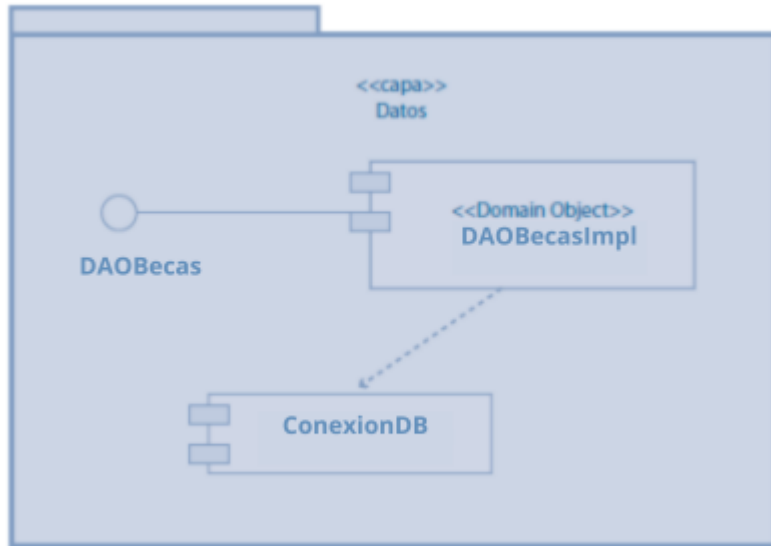 <<capa>>
Datos
<<Domain Object>>
DAOBecasImpl
DAOBecas
ConexionDB